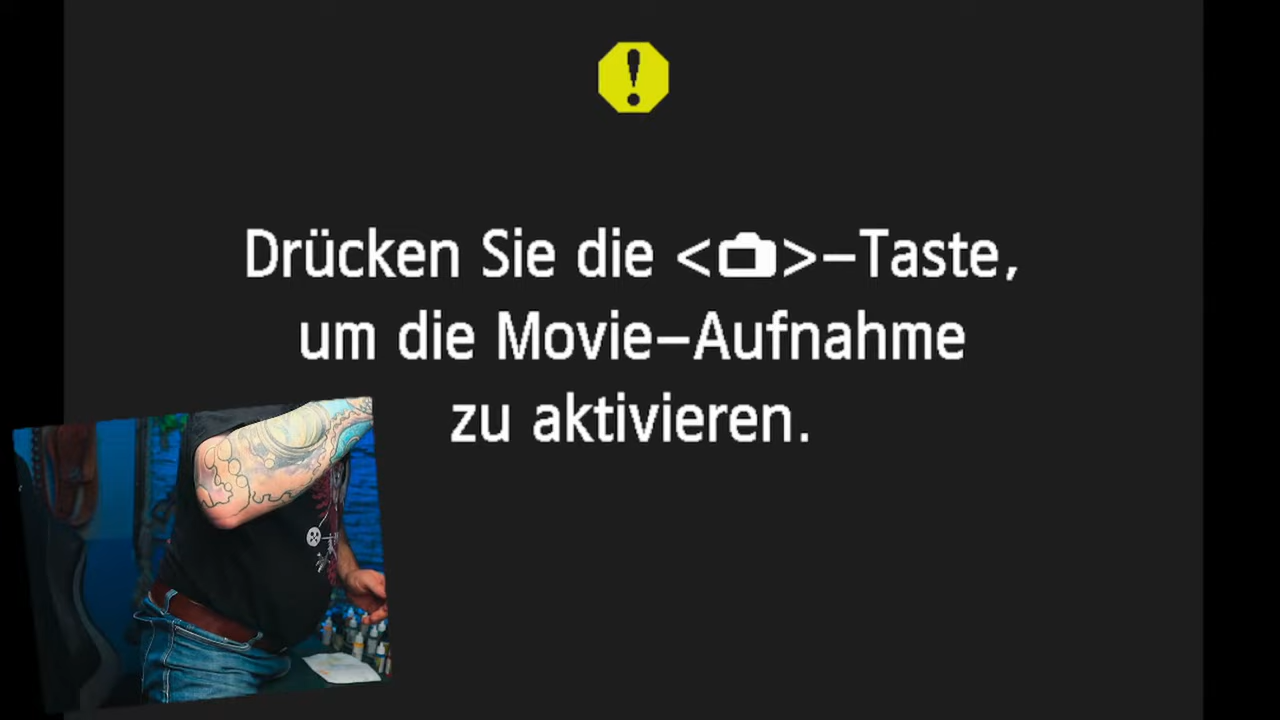 Drücken Sie die <📷>-Taste,
um die Movie-Aufnahme
zu aktivieren.